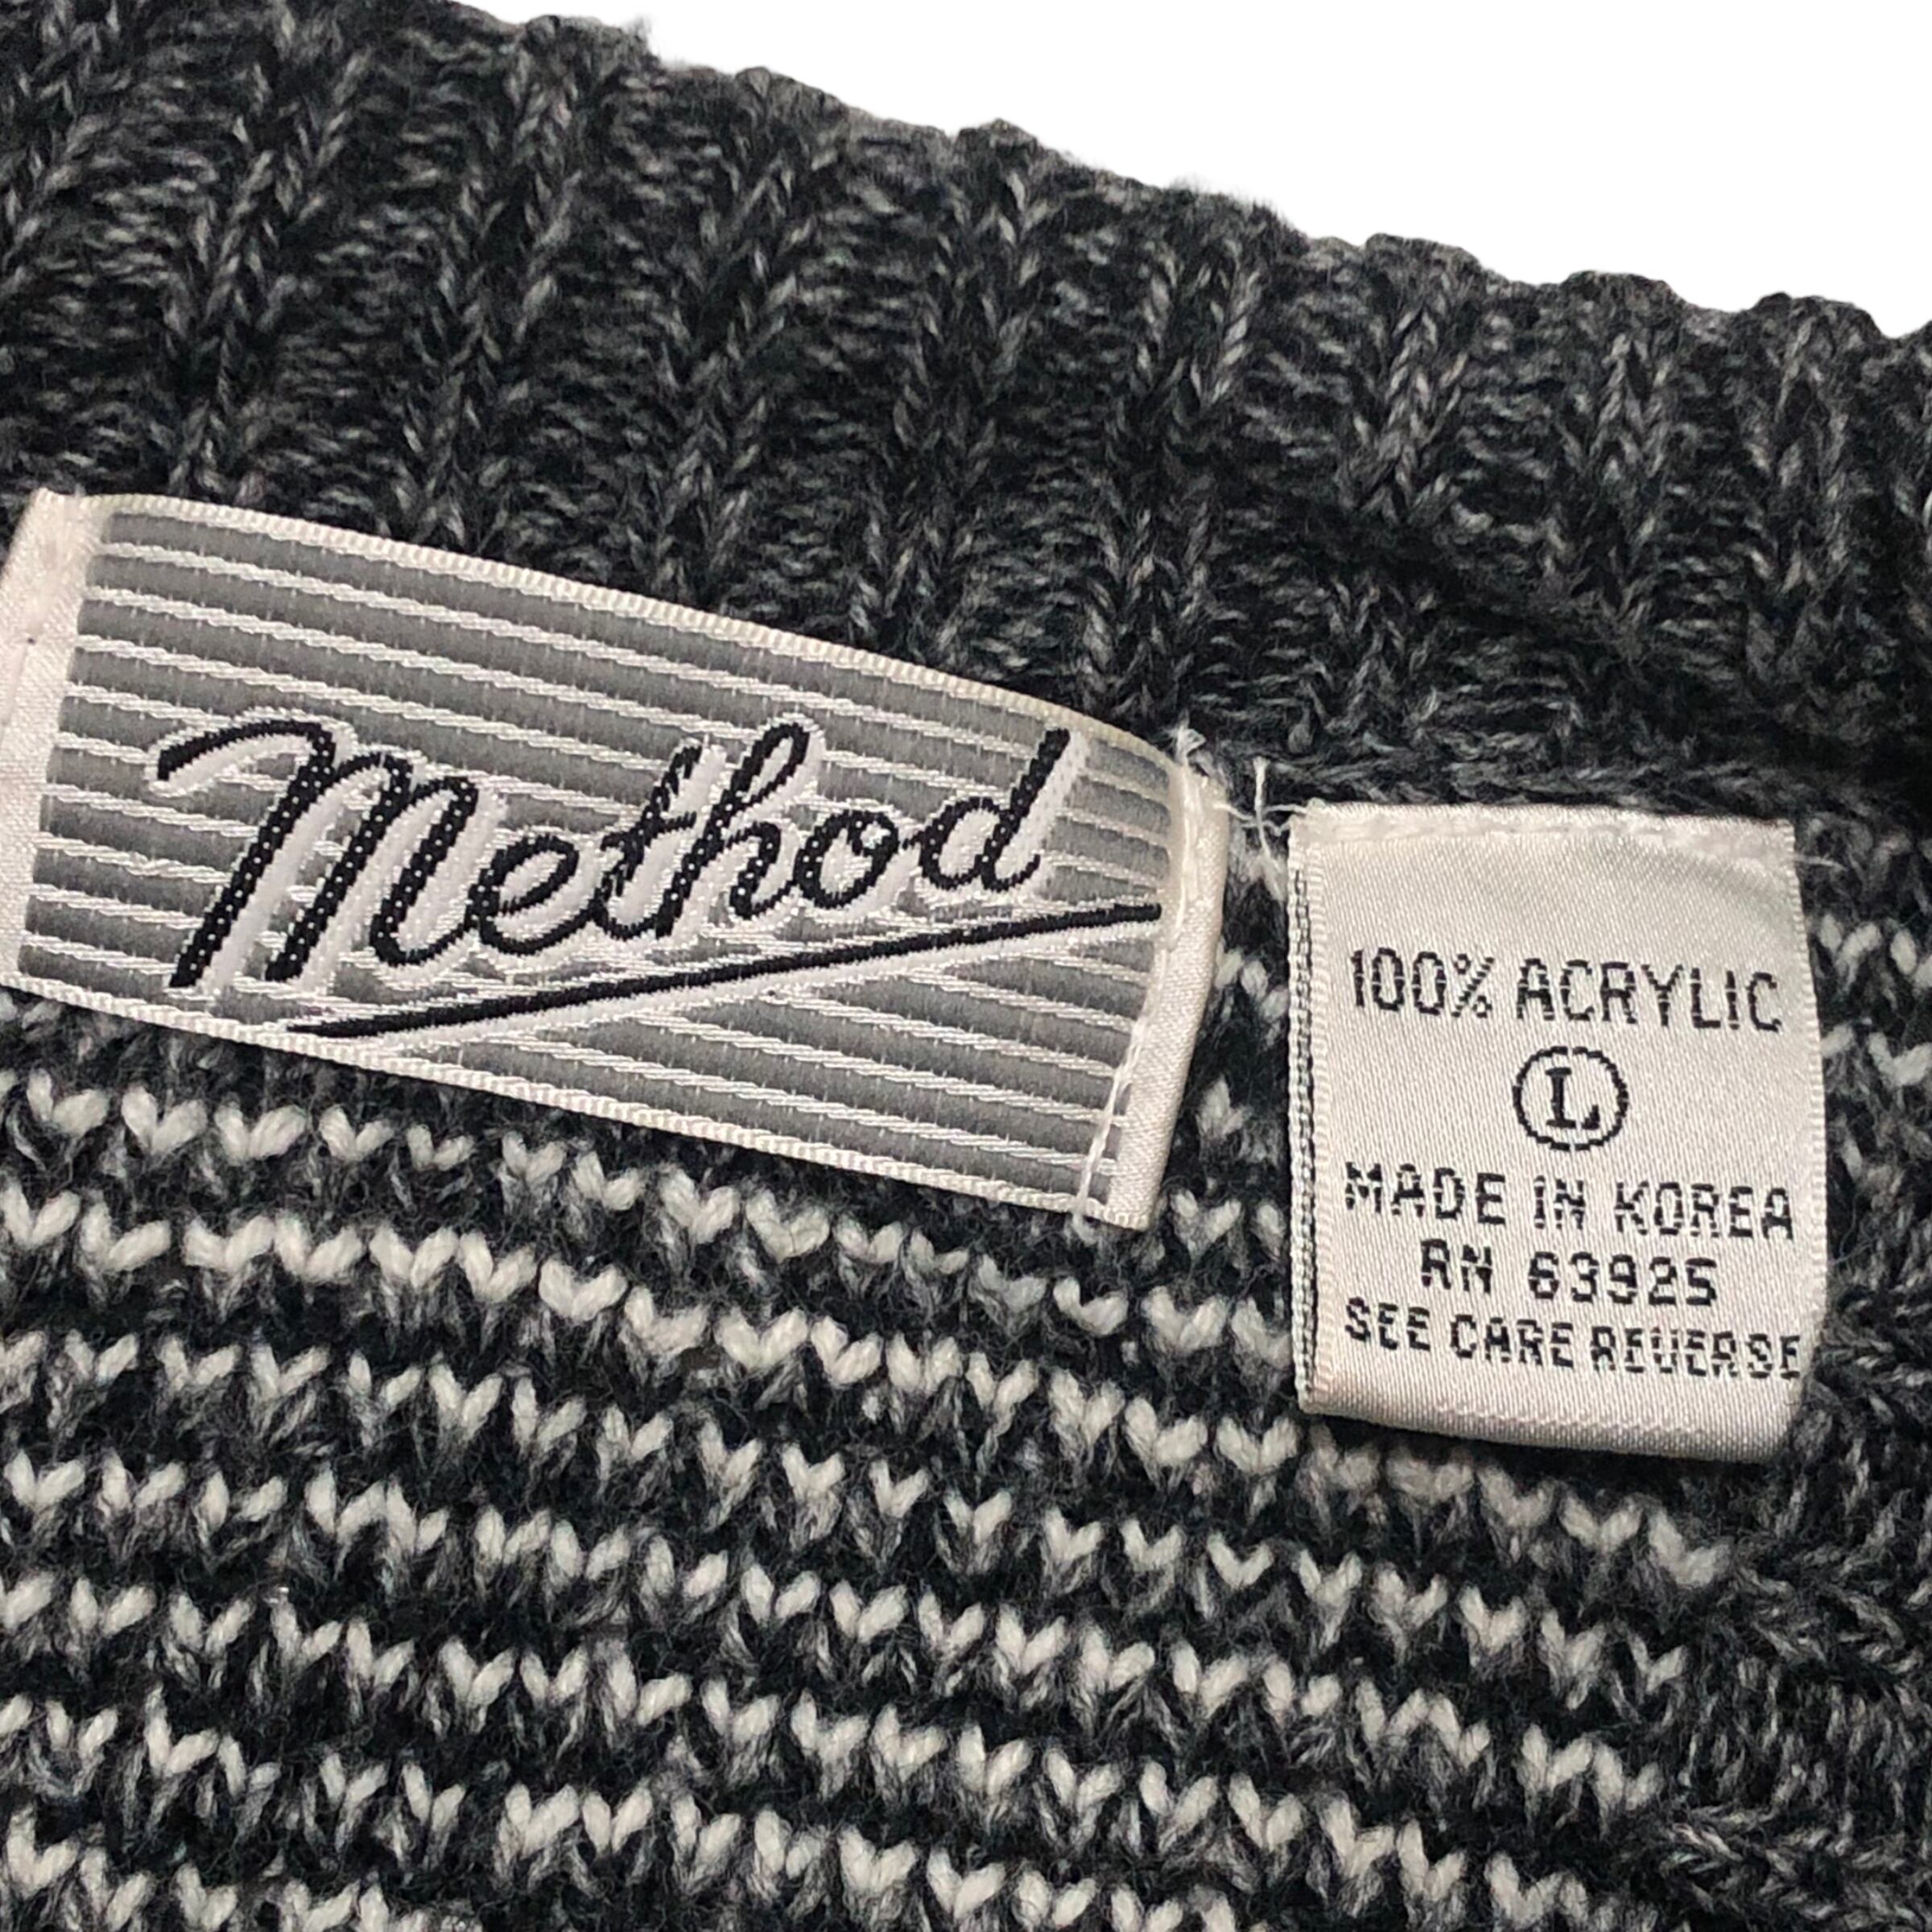 Method
100% ACRYLIC
L
MADE IN KOREA
RN 63925
SEE CARE REVERSE